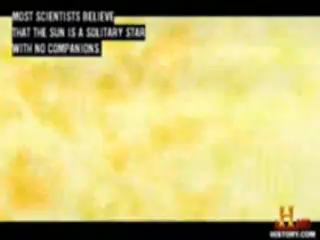 MOST SCIENTISTS BELIEVE
THAT THE SUN IS A SOLITARY STAR
WITH NO COMPANIONS.
H
HISTORY.COM